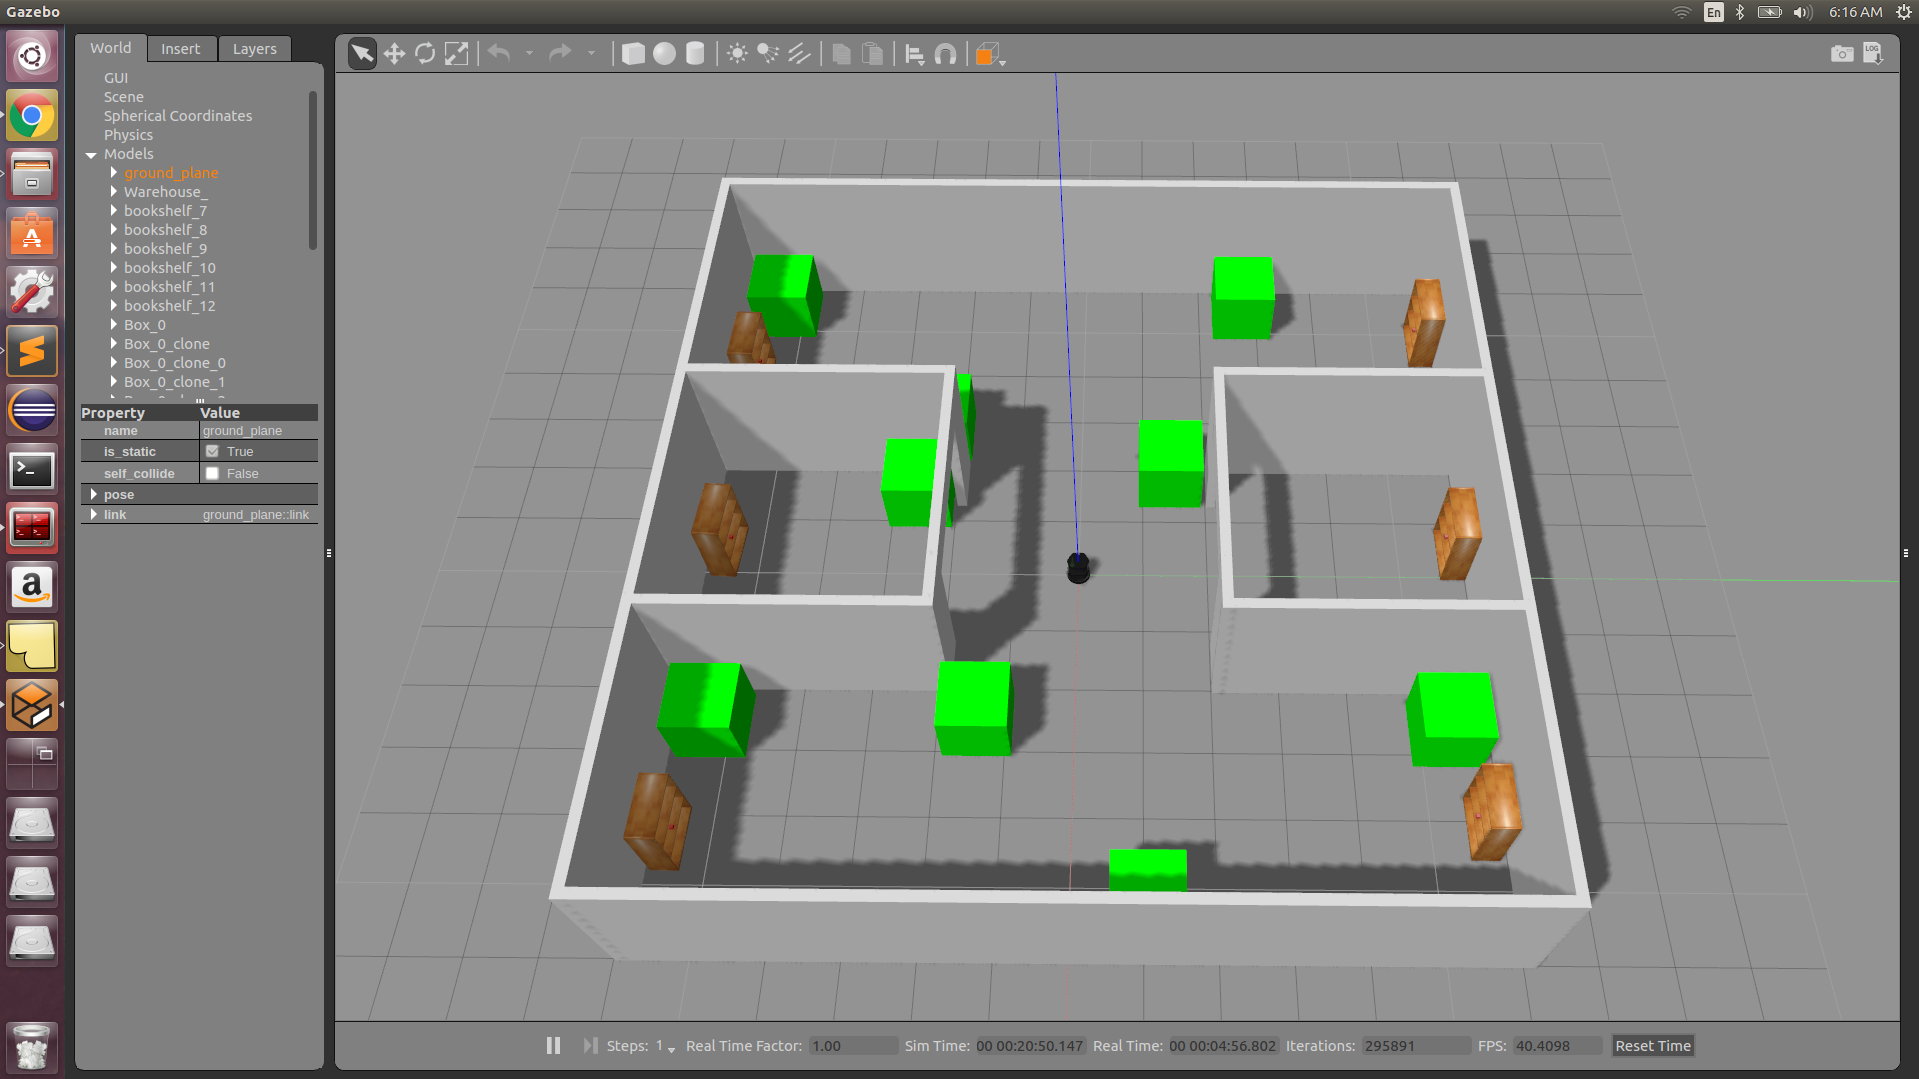 Gazebo
En
6:16 AM
World Insert Layers
LOG
GUI
Scene
Spherical Coordinates
Physics
Models
ground_plane
Warehouse_
bookshelf_7
bookshelf_8
bookshelf_9
bookshelf_10
bookshelf_11
bookshelf_12
Box_0
Box_0_clone
Box_0_clone_0
Box_0_clone_1
Property Value
name ground_plane
is_static True
self_collide False
pose
link ground_plane::link
Steps: 1 Real Time Factor: 1.00 Sim Time: 00 00:20:50.147 Real Time: 00 00:04:56.802 Iterations: 295891 FPS: 40.4098 Reset Time